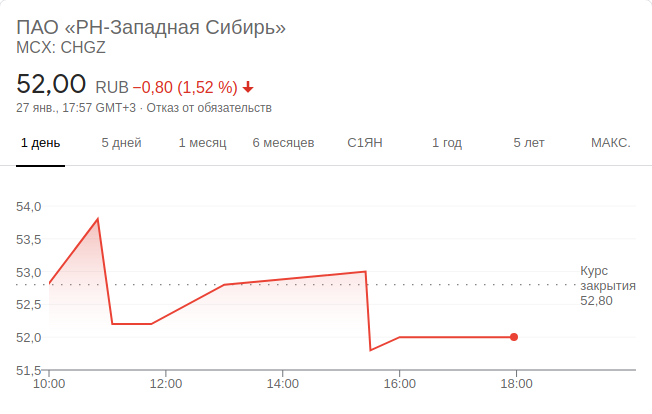 ПАО «РН-Западная Сибирь»
MCX: CHGZ
52,00 RUB −0,80 (1,52 %)
27 янв., 17:57 GMT+3 · Отказ от обязательств
1 день 5 дней 1 месяц 6 месяцев С1ЯН 1 год 5 лет МАКС.
54,0
53,5
53,0
52,5
52,0
51,5
Курс
закрытия
52,80
10:00 12:00 14:00 16:00 18:00